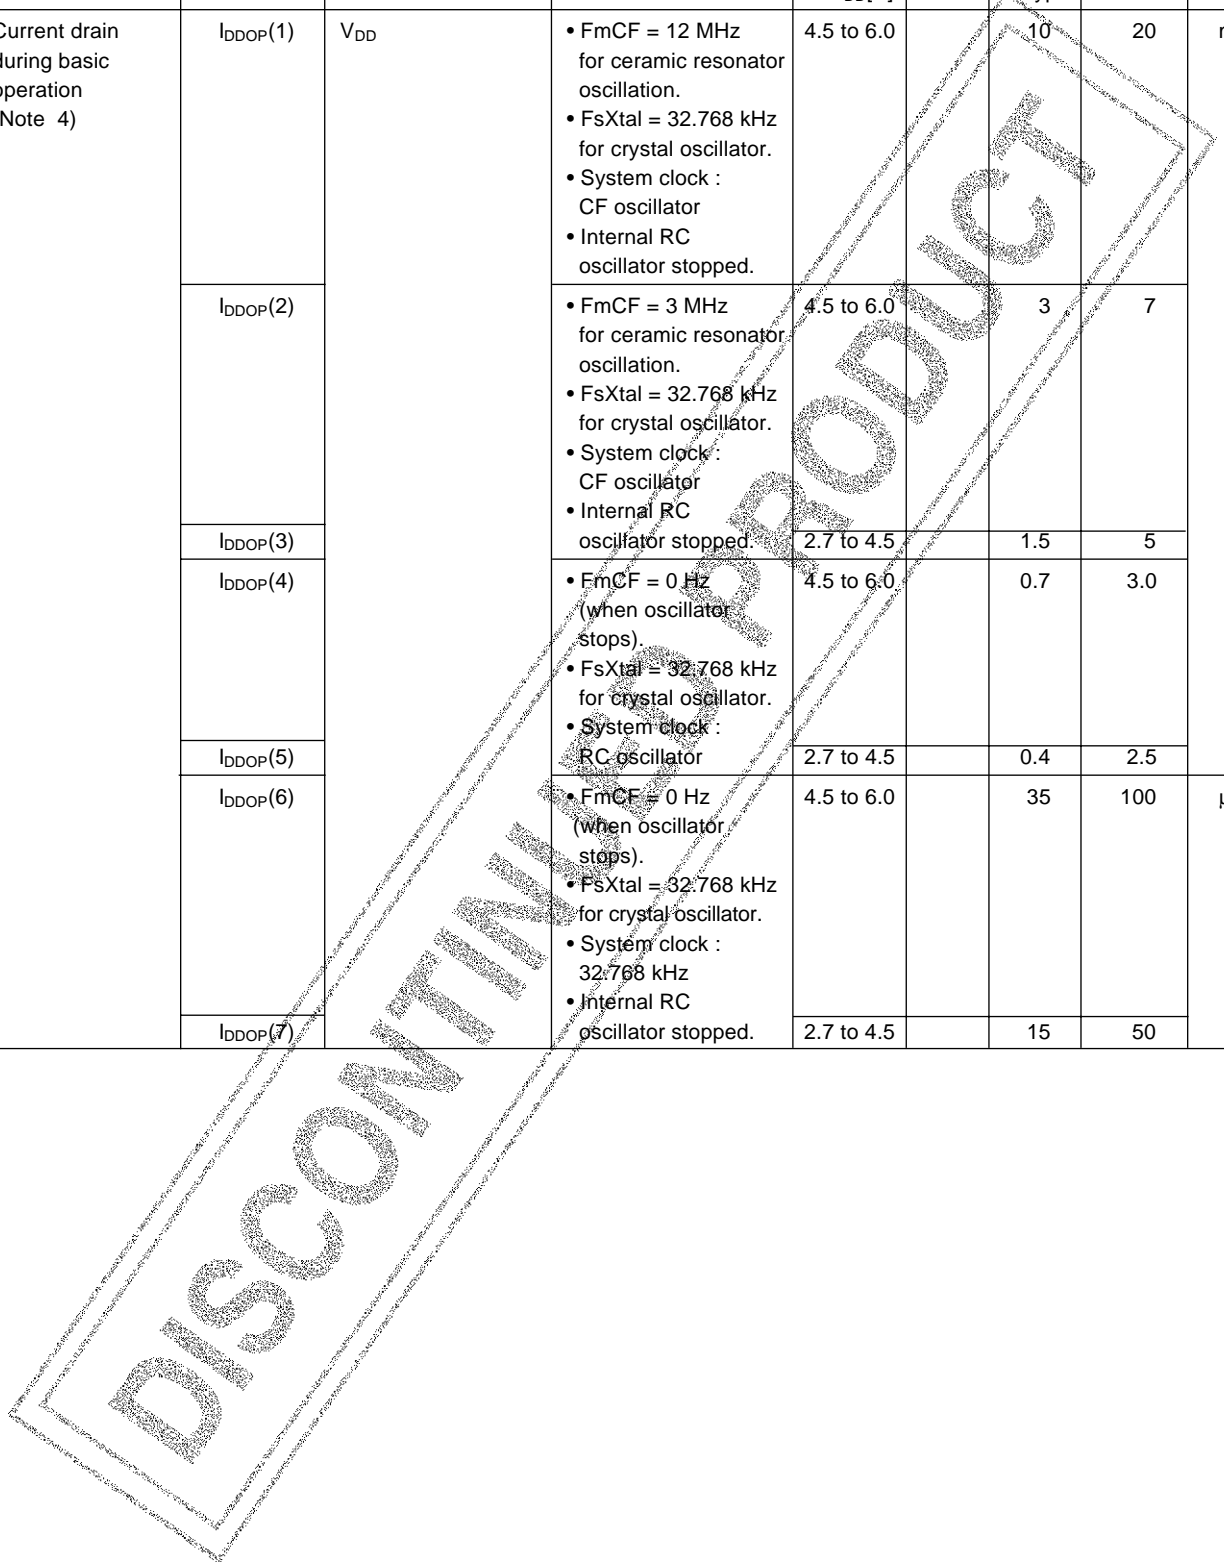 Current drain
during basic
operation
(Note 4)
IDDOP(1)
VDD
• FmCF = 12 MHz
for ceramic resonator
oscillation.
• FsXtal = 32.768 kHz
for crystal oscillator.
• System clock :
CF oscillator
• Internal RC
oscillator stopped.
4.5 to 6.0
10
20
IDDOP(2)
• FmCF = 3 MHz
for ceramic resonator
oscillation.
• FsXtal = 32.768 kHz
for crystal oscillator.
• System clock :
CF oscillator
• Internal RC
oscillator stopped.
4.5 to 6.0
3
7
IDDOP(3)
2.7 to 4.5
1.5
5
IDDOP(4)
• FmCF = 0 Hz
(when oscillator
stops).
• FsXtal = 32.768 kHz
for crystal oscillator.
• System clock :
RC oscillator
4.5 to 6.0
0.7
3.0
IDDOP(5)
2.7 to 4.5
0.4
2.5
IDDOP(6)
• FmCF = 0 Hz
(when oscillator
stops).
• FsXtal = 32.768 kHz
for crystal oscillator.
• System clock :
32.768 kHz
• Internal RC
oscillator stopped.
4.5 to 6.0
35
100
µ
IDDOP(7)
2.7 to 4.5
15
50
DISCONTINUED PRODUCT